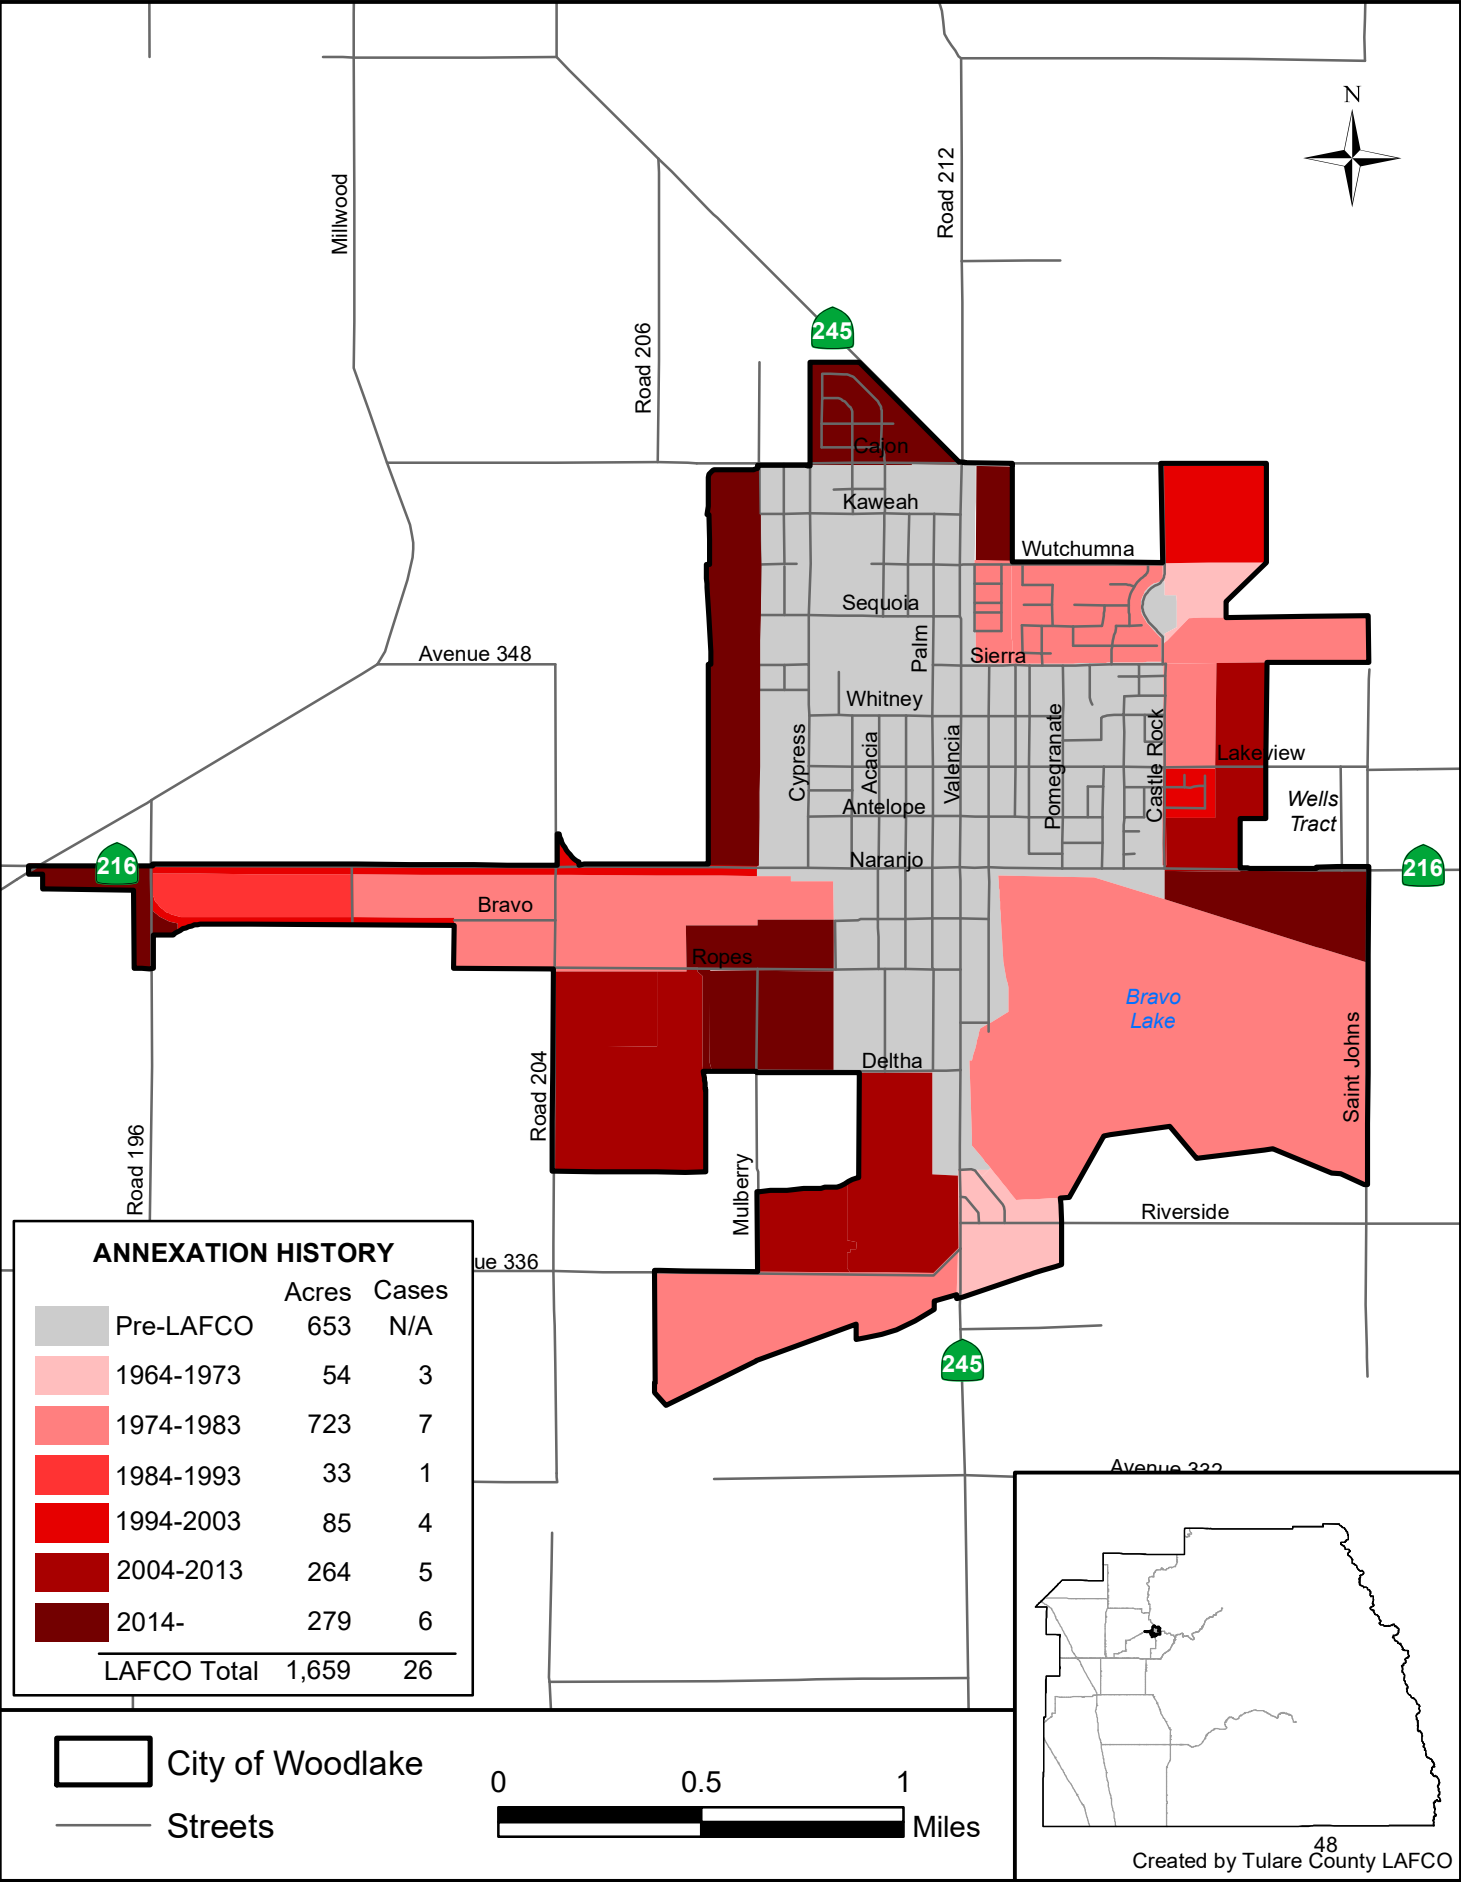 N
Millwood
Road 212
245
Road 206
Cajon
Kaweah
Wutchumna
Sequoia
Palm
Avenue 348
Sierra
Whitney
Cypress
Acacia
Valencia
Pomegranate
Castle Rock
Lakeview
Antelope
Wells
Tract
Naranjo
216
216
Bravo
Ropes
Bravo
Lake
Deltha
Road 204
Saint Johns
Road 196
Mulberry
Riverside
ue 336
245
Avenue 332
ANNEXATION HISTORY
Acres Cases
Pre-LAFCO 653 N/A
1964-1973 54 3
1974-1983 723 7
1984-1993 33 1
1994-2003 85 4
2004-2013 264 5
2014- 279 6
LAFCO Total 1,659 26
City of Woodlake
Streets
0 0.5 1
Miles
48
Created by Tulare County LAFCO